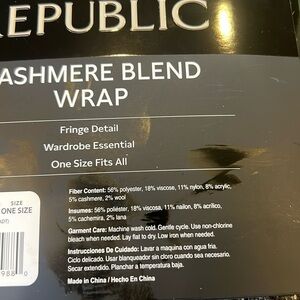 REPUBLIC
CASHMERE BLEND
WRAP
Fringe Detail
Wardrobe Essential
One Size Fits All
SIZE
ONE SIZE
Fiber Content: 56% polyester, 18% viscose, 11% nylon, 8% acrylic,
5% cashmere, 2% wool
Insumos: 56% poliéster, 18% viscosa, 11% nailon, 8% acrílico,
5% cachemira, 2% lana
Garment Care: Machine wash cold. Gentle cycle. Use non-chlorine
bleach when needed. Lay flat to dry. Low iron when needed.
Instrucciones De Cuidado: Lavar a maquina con agua fria.
Ciclo delicado. Usar blanqueador sin cloro cuando sea necesario.
Secar extendido. Planchar a temperatura baja.
Made in China / Hecho En China